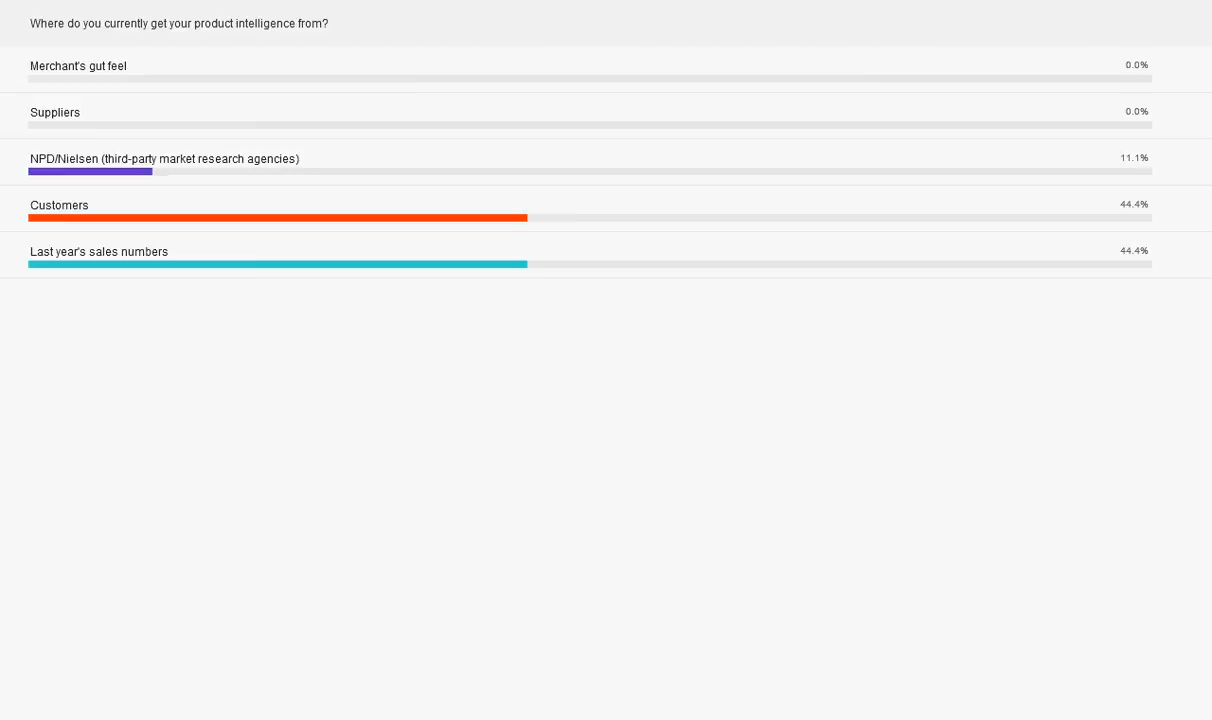 Where do you currently get your product intelligence from?
Merchant's gut feel 0.0%
Suppliers 0.0%
NPD/Nielsen (third-party market research agencies) 11.1%
Customers 44.4%
Last year's sales numbers 44.4%